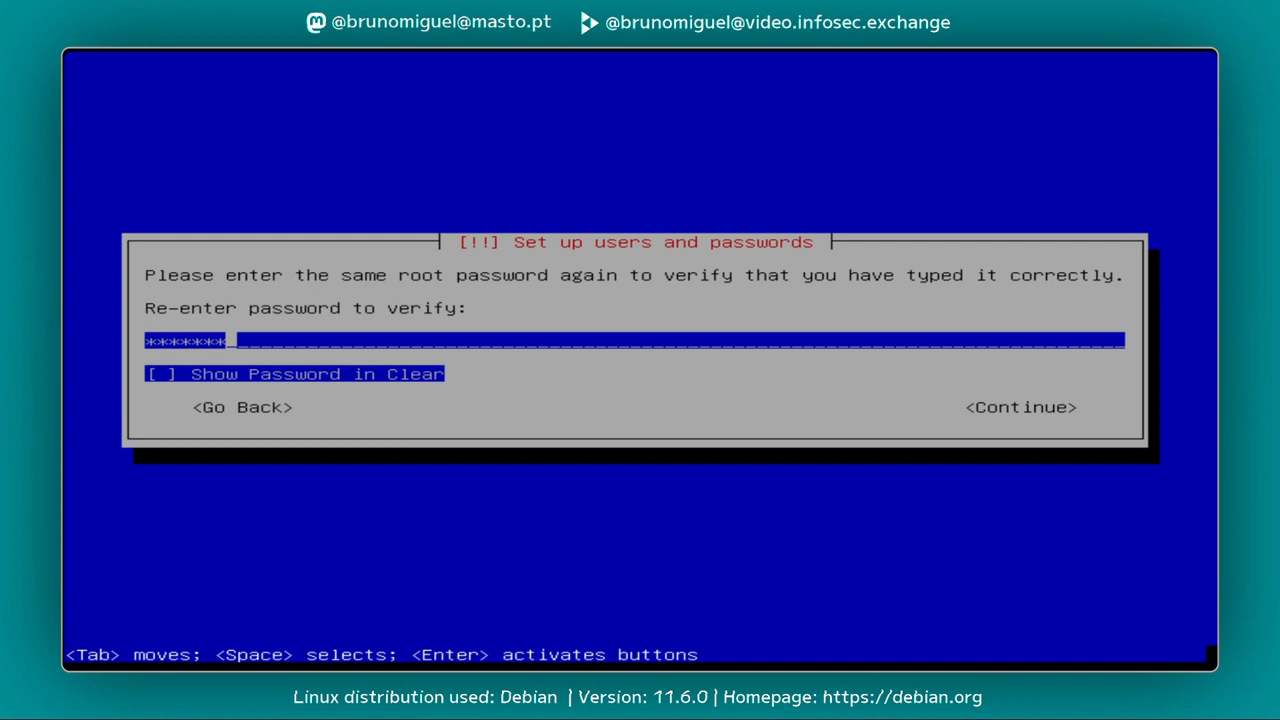 @brunomiguel@masto.pt @brunomiguel@video.infosec.exchange
[!!] Set up users and passwords
Please enter the same root password again to verify that you have typed it correctly.
Re-enter password to verify:
*******
[ ] Show Password in Clear
<Go Back> <Continue>
<Tab> moves; <Space> selects; <Enter> activates buttons
Linux distribution used: Debian | Version: 11.6.0 | Homepage: https://debian.org